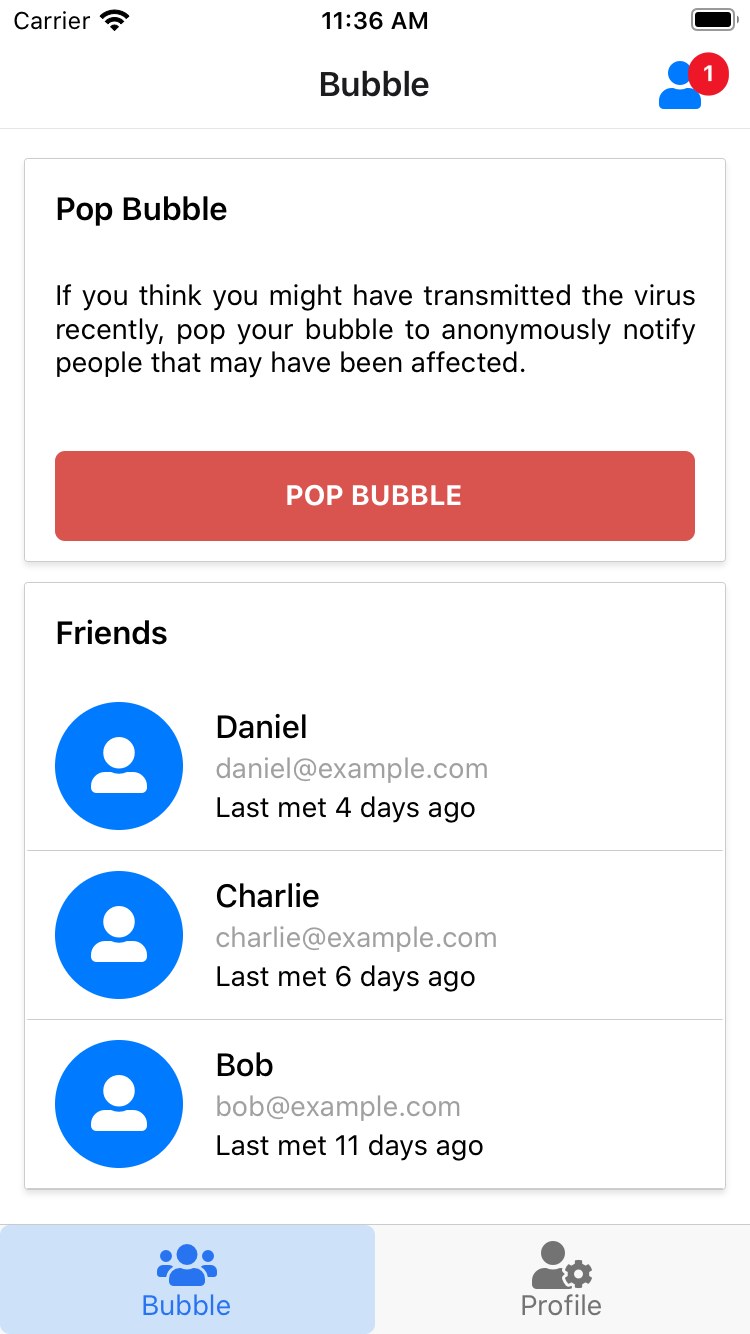 Carrier 11:36 AM
Bubble 1
Pop Bubble
If you think you might have transmitted the virus
recently, pop your bubble to anonymously notify
people that may have been affected.
POP BUBBLE
Friends
Daniel
daniel@example.com
Last met 4 days ago
Charlie
charlie@example.com
Last met 6 days ago
Bob
bob@example.com
Last met 11 days ago
Bubble Profile